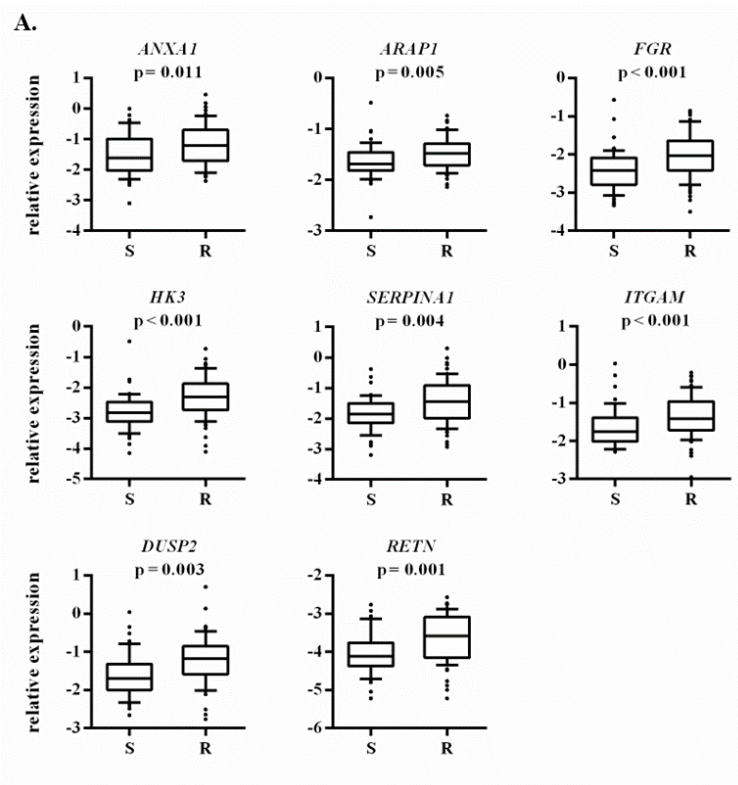 A.
ANXA1 ARAP1 FGR
p= 0.011 p= 0.005 p< 0.001
relative expression
1 0 -1 -2 -3 -4
S R
0 -1 -2 -3
S R
0 -1 -2 -3 -4
S R
HK3 SERPINA1 ITGAM
p< 0.001 p= 0.004 p< 0.001
relative expression
0 -1 -2 -3 -4 -5
S R
1 0 -1 -2 -3 -4
S R
1 0 -1 -2 -3
S R
DUSP2 RETN
p= 0.003 p= 0.001
relative expression
1 0 -1 -2 -3
S R
-2 -3 -4 -5 -6
S R